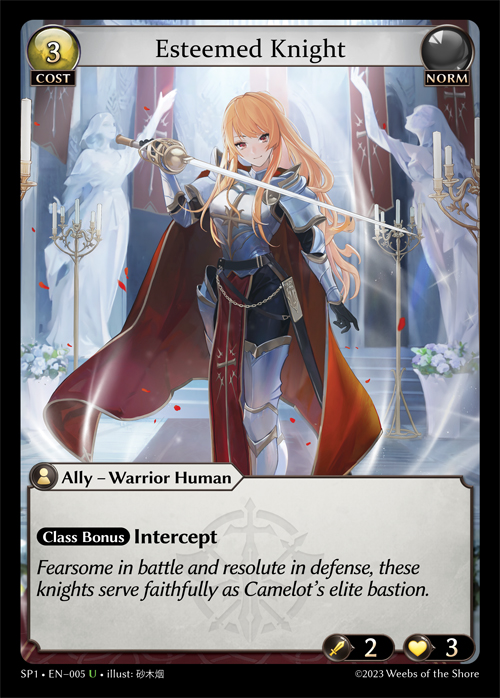 3
Esteemed Knight
COST
NORM
Ally – Warrior Human
Class Bonus Intercept
Fearsome in battle and resolute in defense, these
knights serve faithfully as Camelot's elite bastion.
2
3
SP1 • EN–005 U • illust: 砂木烟
©2023 Weebs of the Shore